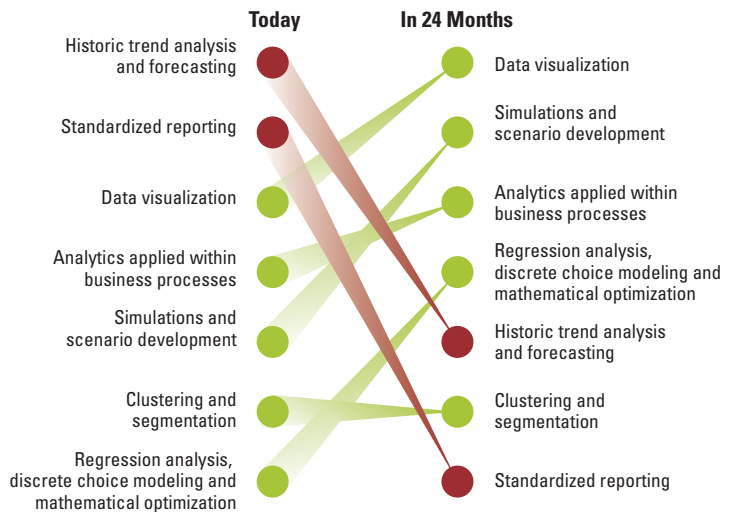 Today
Historic trend analysis
and forecasting
Standardized reporting
Data visualization
Analytics applied within
business processes
Simulations and
scenario development
Clustering and
segmentation
Regression analysis,
discrete choice modeling and
mathematical optimization
In 24 Months
Data visualization
Simulations and
scenario development
Analytics applied within
business processes
Regression analysis,
discrete choice modeling and
mathematical optimization
Historic trend analysis
and forecasting
Clustering and
segmentation
Standardized reporting